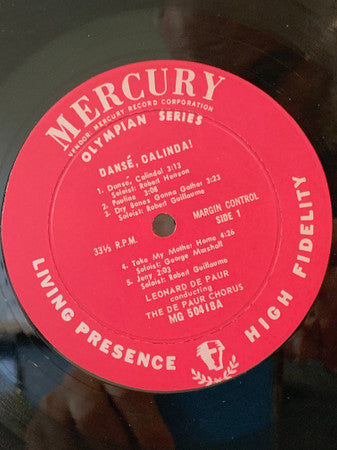 MERCURY
VENDOR: MERCURY RECORD CORPORATION
OLYMPIAN SERIES
DANSÉ, CALINDA!
1. Dansé, Calinda! 3:13
Soloist: Robert Henson
2. Pauline 3:08
3. Dry Bones Gonna Gather 3:23
Soloist: Robert Guillaume
MARGIN CONTROL
33⅓ R.P.M.
SIDE 1
4. Take My Mother Home 4:26
Soloist: George Marshall
5. Jerry 2:03
Soloist: Robert Guillaume
LEONARD DE PAUR
conducting
THE DE PAUR CHORUS
MG 50418A
LIVING PRESENCE
HIGH FIDELITY